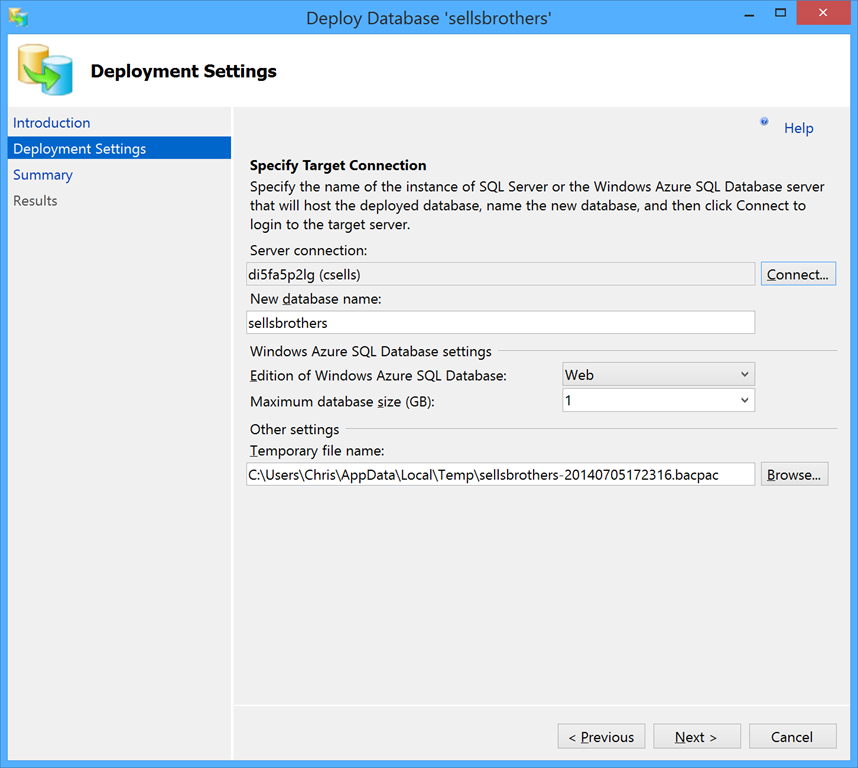 Deploy Database 'sellsbrothers'
Deployment Settings
Introduction
Deployment Settings
Summary
Results
Help
Specify Target Connection
Specify the name of the instance of SQL Server or the Windows Azure SQL Database server
that will host the deployed database, name the new database, and then click Connect to
login to the target server.
Server connection:
di5fa5p2lg (csells)
Connect...
New database name:
sellsbrothers
Windows Azure SQL Database settings
Edition of Windows Azure SQL Database:
Web
Maximum database size (GB):
1
Other settings
Temporary file name:
C:\Users\Chris\AppData\Local\Temp\sellsbrothers-20140705172316.bacpac
Browse...
< Previous
Next >
Cancel